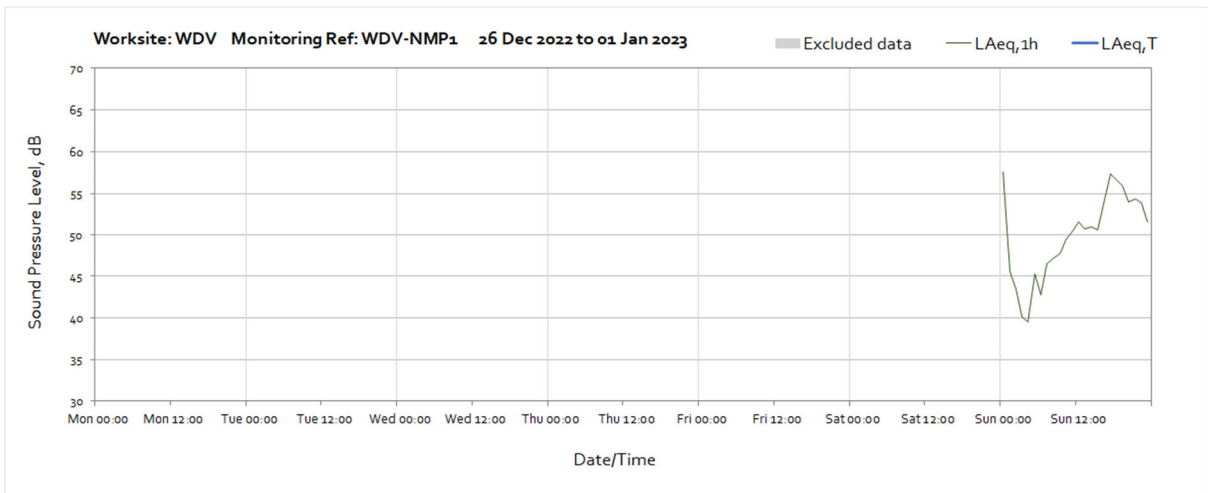 Worksite: WDV Monitoring Ref: WDV-NMP1 26 Dec 2022 to 01 Jan 2023
Excluded data LAeq,1h LAeq,T
Sound Pressure Level, dB
70
65
60
55
50
45
40
35
30
Mon 00:00 Mon 12:00 Tue 00:00 Tue 12:00 Wed 00:00 Wed 12:00 Thu 00:00 Thu 12:00 Fri 00:00 Fri 12:00 Sat 00:00 Sat 12:00 Sun 00:00 Sun 12:00
Date/Time